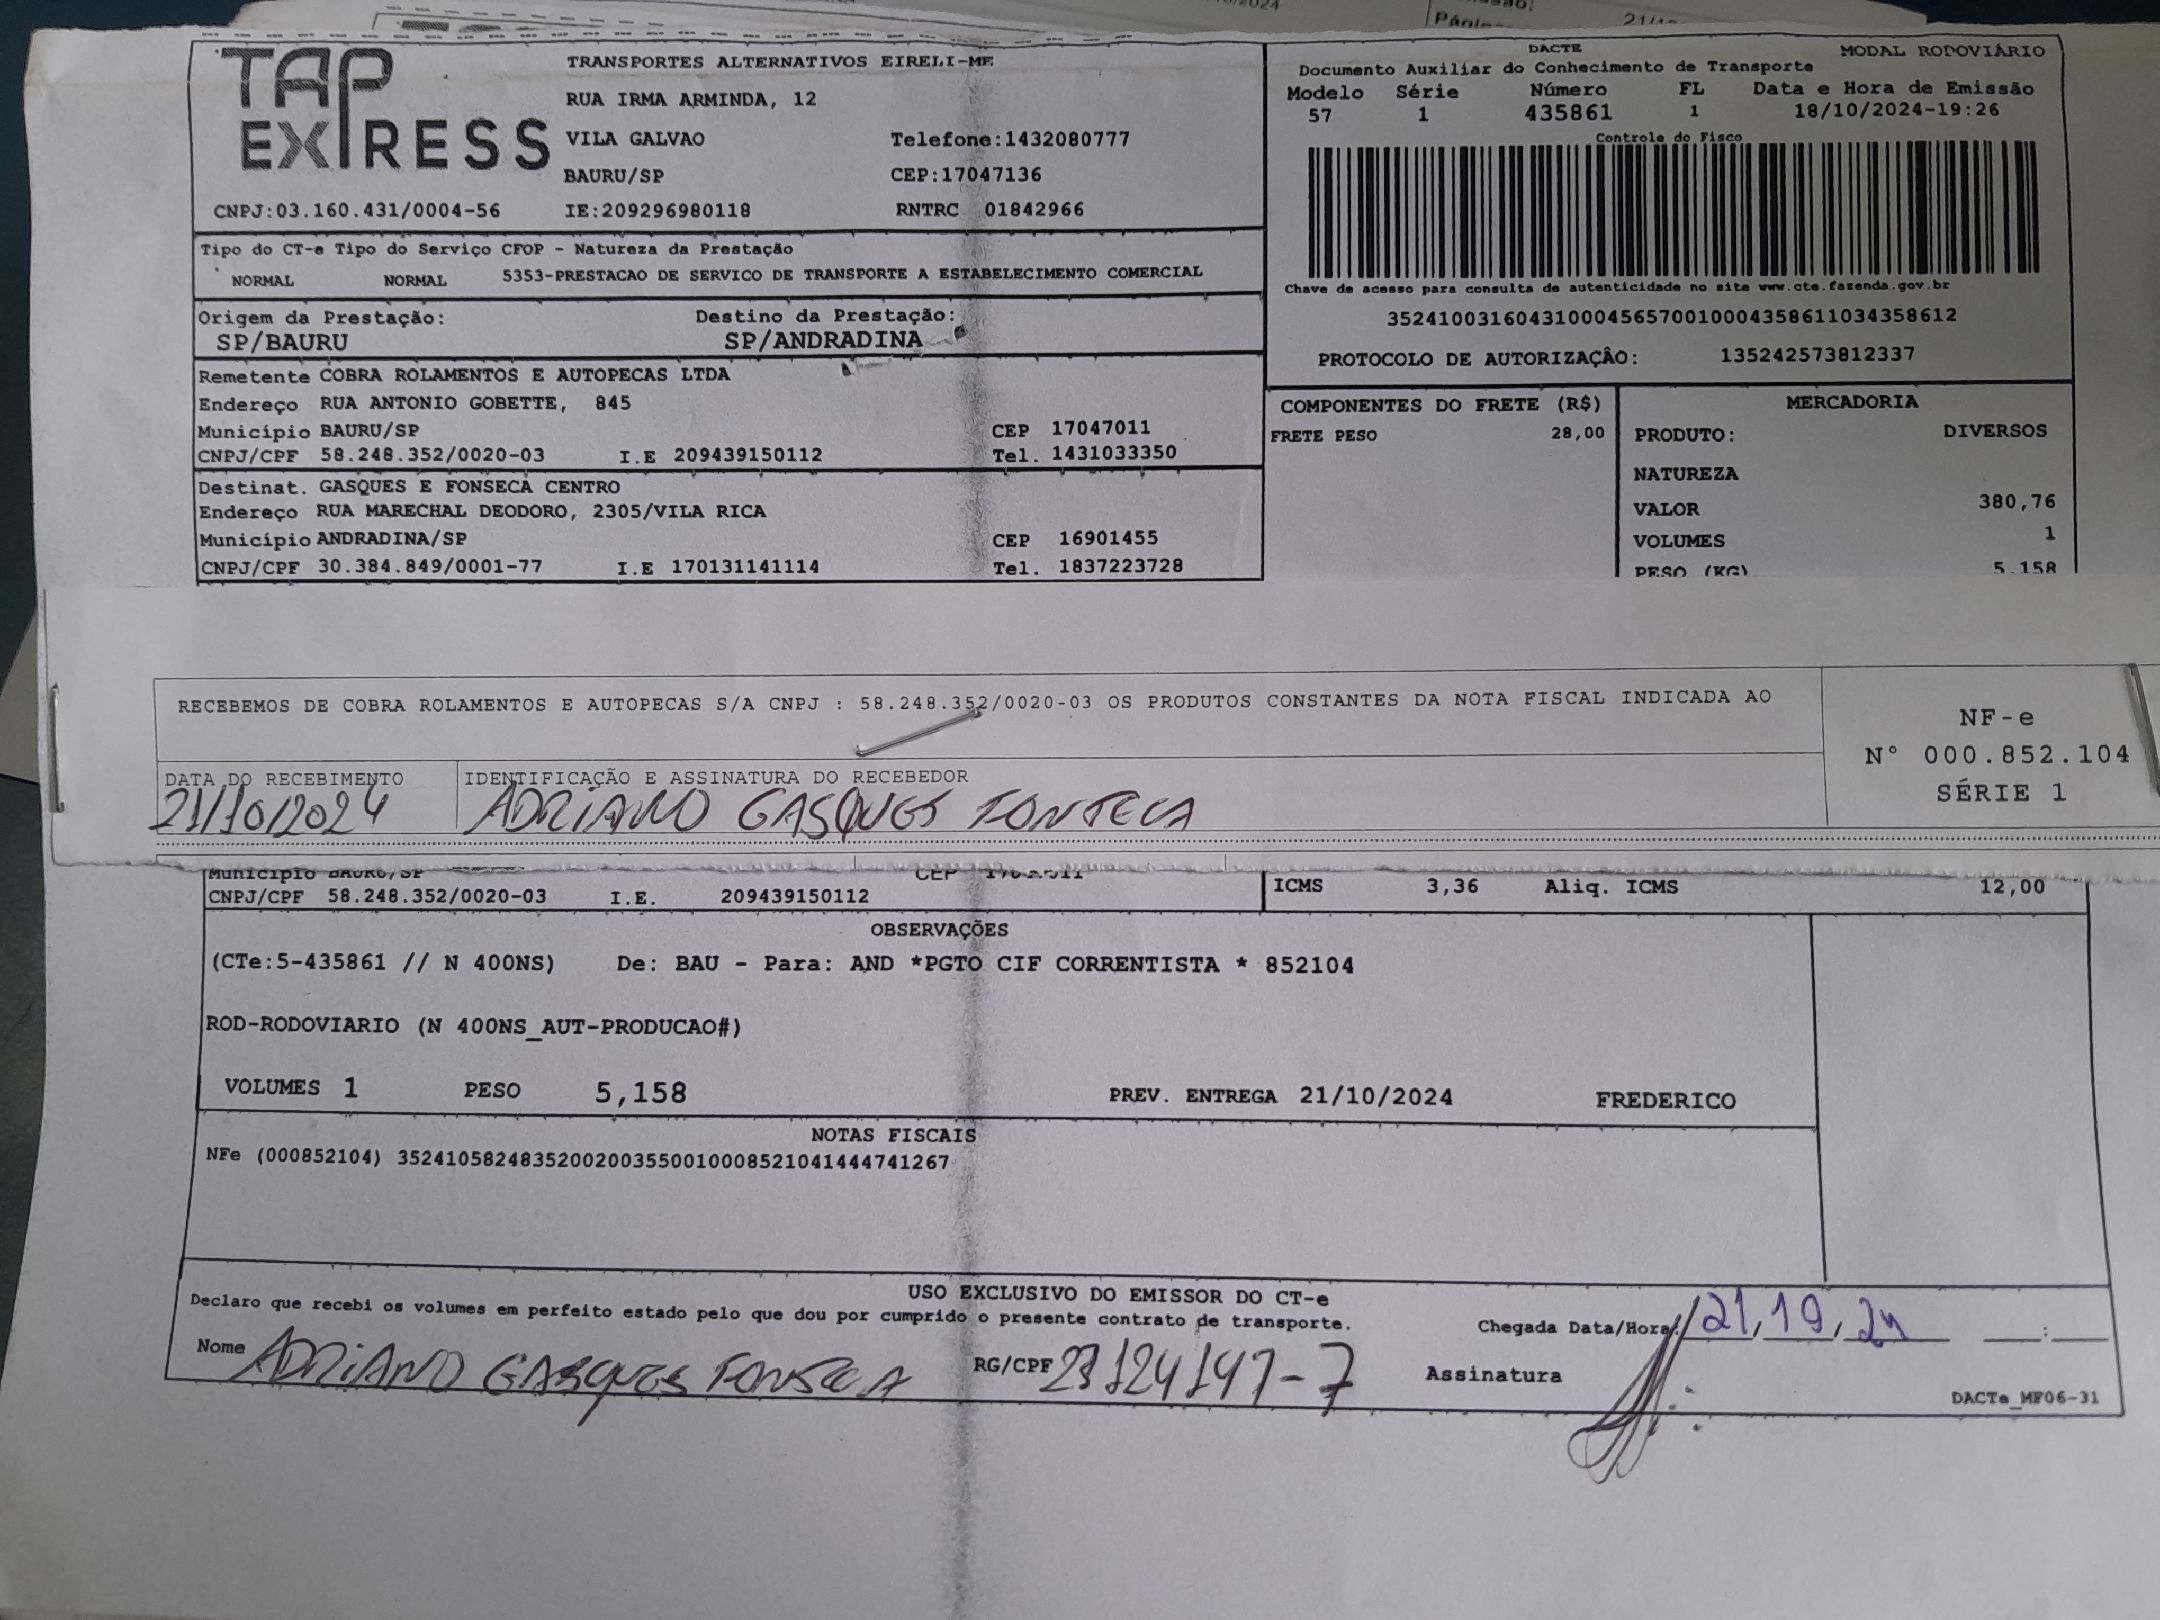 TAP EXPRESS
TRANSPORTES ALTERNATIVOS EIRELI-ME
RUA IRMA ARMINDA, 12
VILA GALVAO Telefone:1432080777
BAURU/SP CEP:17047136
CNPJ:03.160.431/0004-56 IE:209296980118 RNTRC 01842966
Tipo do CT-e Tipo do Serviço CFOP - Natureza da Prestação
NORMAL NORMAL 5353-PRESTACAO DE SERVICO DE TRANSPORTE A ESTABELECIMENTO COMERCIAL
Origem da Prestação: Destino da Prestação:
SP/BAURU SP/ANDRADINA
Remetente COBRA ROLAMENTOS E AUTOPECAS LTDA
Endereço RUA ANTONIO GOBETTE, 845
Município BAURU/SP CEP 17047011
CNPJ/CPF 58.248.352/0020-03 I.E 209439150112 Tel. 1431033350
Destinat. GASQUES E FONSECA CENTRO
Endereço RUA MARECHAL DEODORO, 2305/VILA RICA
Município ANDRADINA/SP CEP 16901455
CNPJ/CPF 30.384.849/0001-77 I.E 170131141114 Tel. 1837223728
DACTE MODAL RODOVIÁRIO
Documento Auxiliar do Conhecimento de Transporte
Modelo Série Número FL Data e Hora de Emissão
57 1 435861 1 18/10/2024-19:26
Controle do Fisco
Chave de acesso para consulta de autenticidade no site www.cte.fazenda.gov.br
35241003160431000456570010004358611034358612
PROTOCOLO DE AUTORIZAÇÂO: 135242573812337
COMPONENTES DO FRETE (R$)
FRETE PESO 28,00
MERCADORIA
PRODUTO: DIVERSOS
NATUREZA
VALOR 380,76
VOLUMES 1
PESO (KG) 5,158
RECEBEMOS DE COBRA ROLAMENTOS E AUTOPECAS S/A CNPJ : 58.248.352/0020-03 OS PRODUTOS CONSTANTES DA NOTA FISCAL INDICADA AO
NF-e
N° 000.852.104
SÉRIE 1
DATA DO RECEBIMENTO IDENTIFICAÇÃO E ASSINATURA DO RECEBEDOR
21/10/2024 ADRIANO GASQUES FONSECA
Município BAURU/SP CEP 17047011
CNPJ/CPF 58.248.352/0020-03 I.E. 209439150112
ICMS 3,36 Aliq. ICMS 12,00
OBSERVAÇÕES
(CTe:5-435861 // N 400NS) De: BAU - Para: AND *PGTO CIF CORRENTISTA * 852104
ROD-RODOVIARIO (N 400NS_AUT-PRODUCAO#)
VOLUMES 1 PESO 5,158 PREV. ENTREGA 21/10/2024 FREDERICO
NOTAS FISCAIS
NFe (000852104) 35241058248352002003550010008521041444741267
USO EXCLUSIVO DO EMISSOR DO CT-e
Declaro que recebi os volumes em perfeito estado pelo que dou por cumprido o presente contrato de transporte.
Nome ADRIANO GASQUES FONSECA RG/CPF 23124147-7
Chegada Data/Hora: 21,10,24 :
Assinatura
DACTe_MF06-31